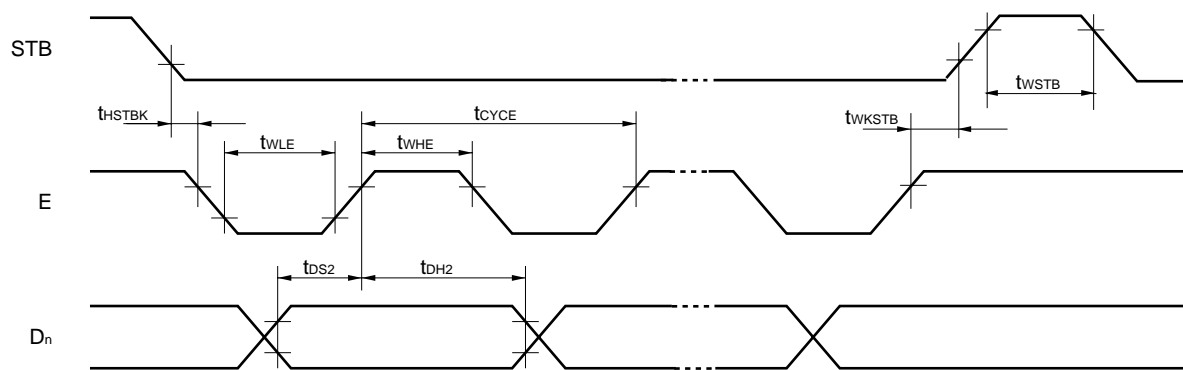 STB
tWSTB
tHSTBK
tCYCE
tWKSTB
tWLE
tWHE
E
tDS2
tDH2
Dn